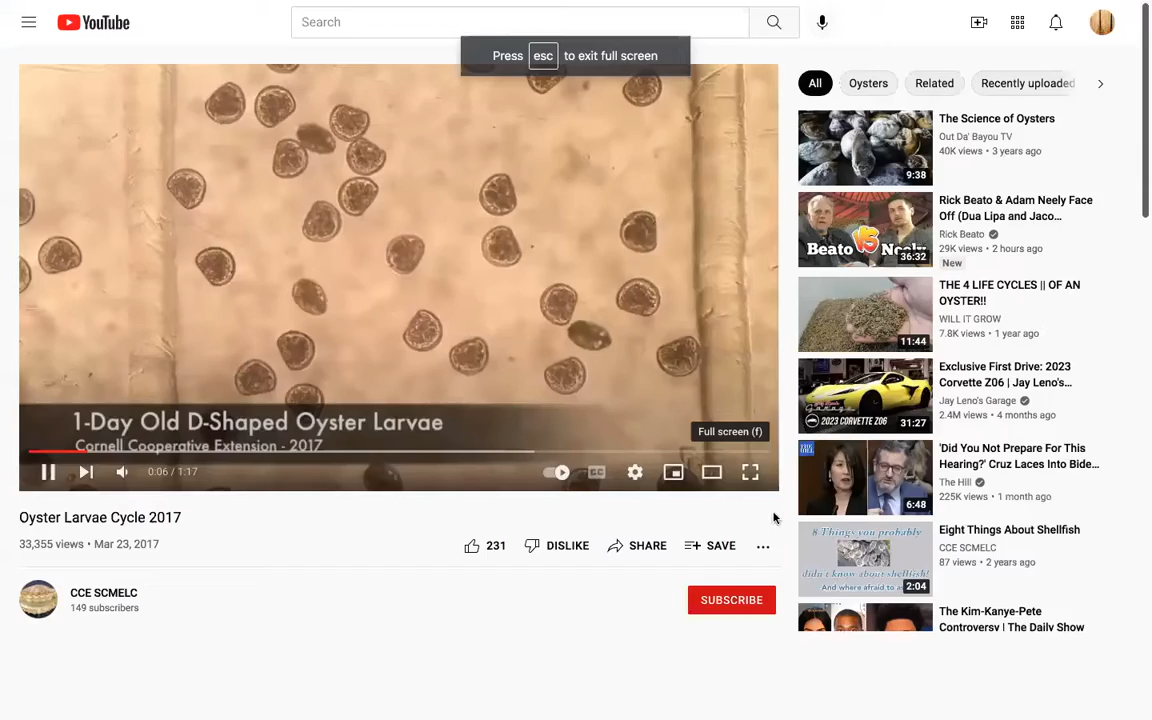 YouTube
Search
Press esc to exit full screen
1-Day Old D-Shaped Oyster Larvae
Cornell Cooperative Extension - 2017
Full screen (f)
0:06 / 1:17
CC
Oyster Larvae Cycle 2017
33,355 views • Mar 23, 2017
231
DISLIKE
SHARE
SAVE
CCE SCMELC
149 subscribers
SUBSCRIBE
All
Oysters
Related
Recently uploaded
The Science of Oysters
Out Da' Bayou TV
40K views • 3 years ago
9:38
Rick Beato & Adam Neely Face
Off (Dua Lipa and Jaco...
Rick Beato
29K views • 2 hours ago
New
Beato VS Neely
36:32
THE 4 LIFE CYCLES || OF AN
OYSTER!!
WILL IT GROW
7.8K views • 1 year ago
11:44
Exclusive First Drive: 2023
Corvette Z06 | Jay Leno's...
Jay Leno's Garage
2.4M views • 4 months ago
2023 CORVETTE Z06
31:27
'Did You Not Prepare For This
Hearing?' Cruz Laces Into Bide...
The Hill
225K views • 1 month ago
6:48
Eight Things About Shellfish
CCE SCMELC
87 views • 2 years ago
8 Things you probably
didn't know about shellfish!
And where afraid to
2:04
The Kim-Kanye-Pete
Controversy | The Daily Show